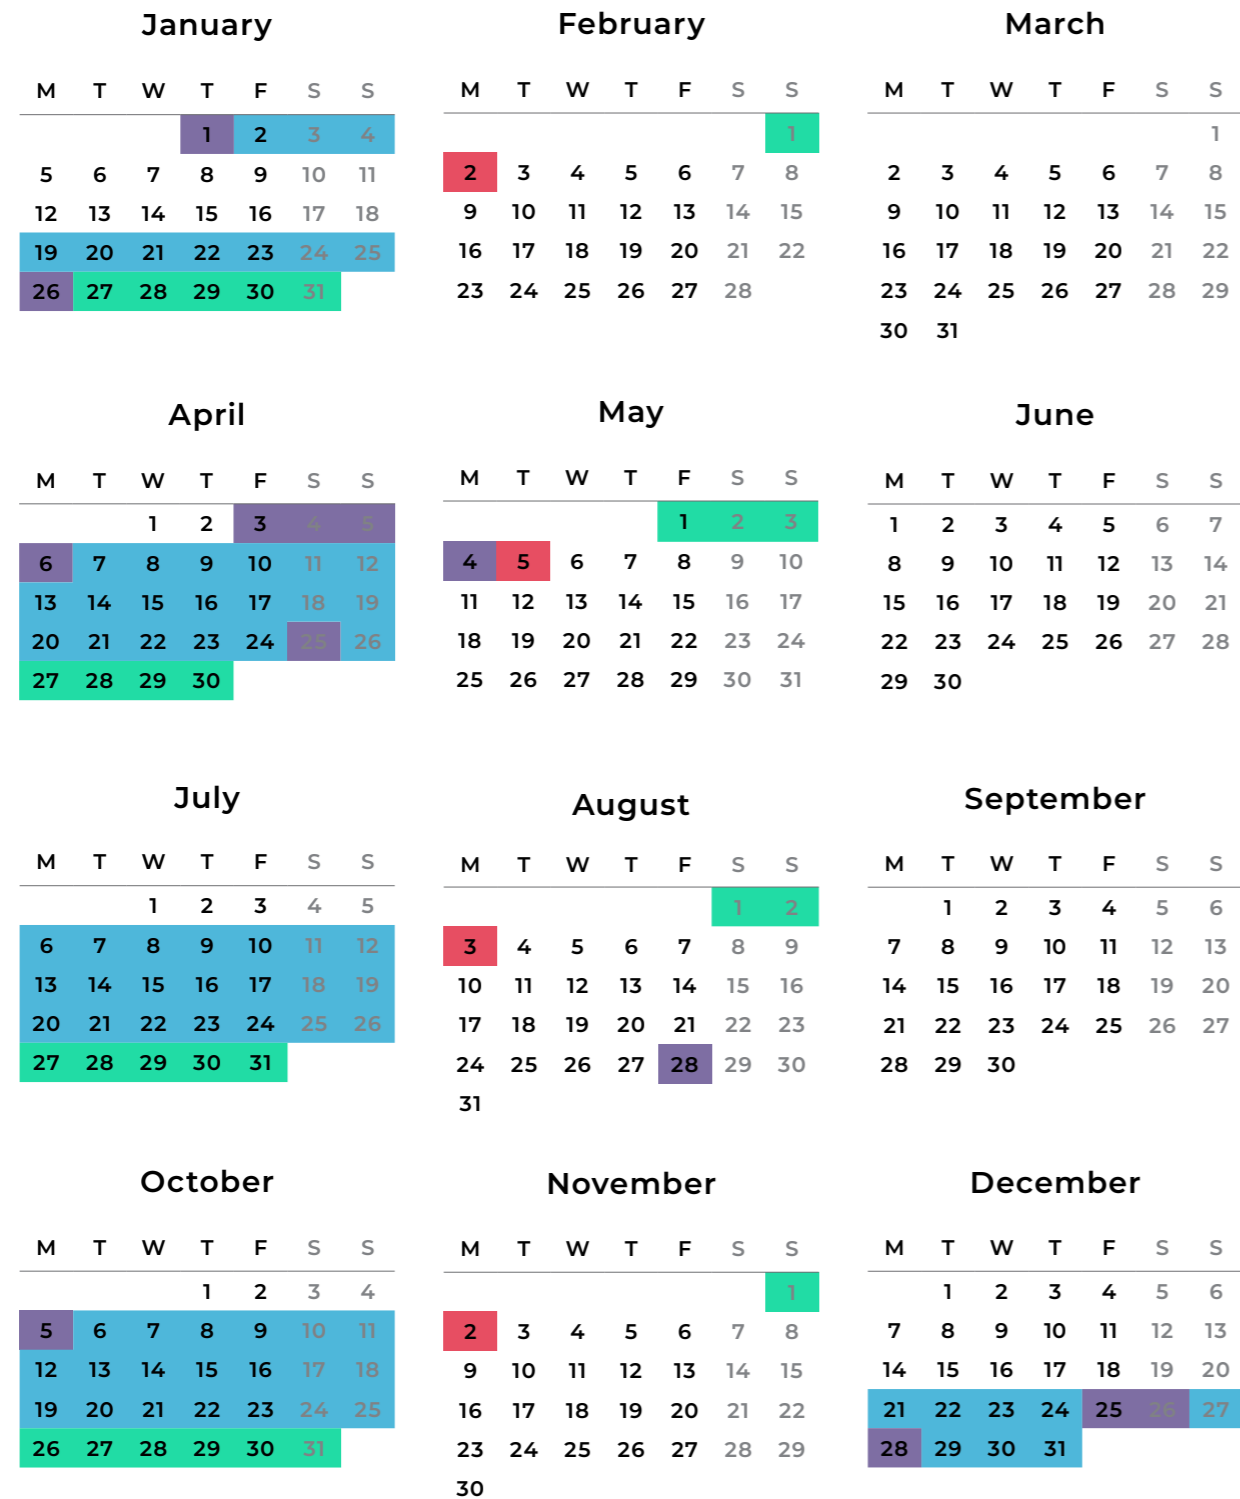 January
M T W T F S S
1 2 3 4
5 6 7 8 9 10 11
12 13 14 15 16 17 18
19 20 21 22 23 24 25
26 27 28 29 30 31
February
M T W T F S S
1
2 3 4 5 6 7 8
9 10 11 12 13 14 15
16 17 18 19 20 21 22
23 24 25 26 27 28
March
M T W T F S S
1
2 3 4 5 6 7 8
9 10 11 12 13 14 15
16 17 18 19 20 21 22
23 24 25 26 27 28 29
30 31
April
M T W T F S S
1 2 3 4 5
6 7 8 9 10 11 12
13 14 15 16 17 18 19
20 21 22 23 24 25 26
27 28 29 30
May
M T W T F S S
1 2 3
4 5 6 7 8 9 10
11 12 13 14 15 16 17
18 19 20 21 22 23 24
25 26 27 28 29 30 31
June
M T W T F S S
1 2 3 4 5 6 7
8 9 10 11 12 13 14
15 16 17 18 19 20 21
22 23 24 25 26 27 28
29 30
July
M T W T F S S
1 2 3 4 5
6 7 8 9 10 11 12
13 14 15 16 17 18 19
20 21 22 23 24 25 26
27 28 29 30 31
August
M T W T F S S
1 2
3 4 5 6 7 8 9
10 11 12 13 14 15 16
17 18 19 20 21 22 23
24 25 26 27 28 29 30
31
September
M T W T F S S
1 2 3 4 5 6
7 8 9 10 11 12 13
14 15 16 17 18 19 20
21 22 23 24 25 26 27
28 29 30
October
M T W T F S S
1 2 3 4
5 6 7 8 9 10 11
12 13 14 15 16 17 18
19 20 21 22 23 24 25
26 27 28 29 30 31
November
M T W T F S S
1
2 3 4 5 6 7 8
9 10 11 12 13 14 15
16 17 18 19 20 21 22
23 24 25 26 27 28 29
30
December
M T W T F S S
1 2 3 4 5 6
7 8 9 10 11 12 13
14 15 16 17 18 19 20
21 22 23 24 25 26 27
28 29 30 31